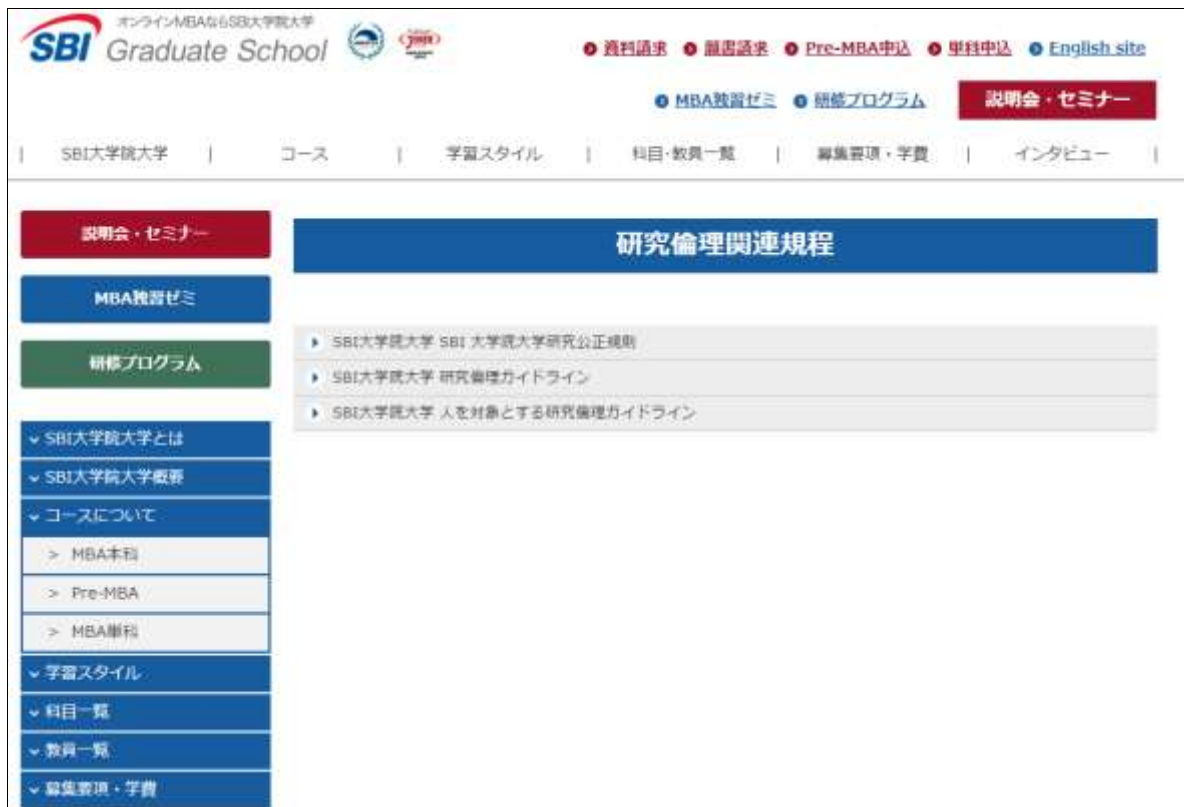 オンラインMBAならSBI大学院大学
SBI Graduate School
資料請求 願書請求 Pre-MBA申込 単科申込 English site
MBA独習ゼミ 研修プログラム 説明会・セミナー
SBI大学院大学 | コース | 学習スタイル | 科目・教員一覧 | 募集要項・学費 | インタビュー
説明会・セミナー
MBA独習ゼミ
研修プログラム
SBI大学院大学とは
SBI大学院大学概要
コースについて
> MBA本科
> Pre-MBA
> MBA単科
学習スタイル
科目一覧
教員一覧
募集要項・学費
研究倫理関連規程
SBI大学院大学 SBI 大学院大学研究公正規則
SBI大学院大学 研究倫理ガイドライン
SBI大学院大学 人を対象とする研究倫理ガイドライン